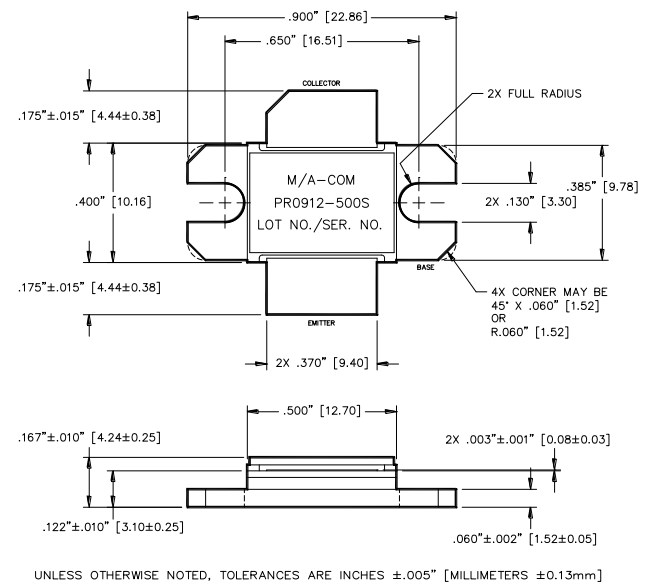 .900" [22.86]
.650" [16.51]
COLLECTOR
2X FULL RADIUS
.175"±.015" [4.44±0.38]
M/A-COM
.385" [9.78]
.400" [10.16]
PR0912-500S
2X .130" [3.30]
LOT NO./SER. NO.
BASE
.175"±.015" [4.44±0.38]
4X CORNER MAY BE
45° X .060" [1.52]
OR
R.060" [1.52]
EMITTER
2X .370" [9.40]
.500" [12.70]
.167"±.010" [4.24±0.25]
2X .003"±.001" [0.08±0.03]
.122"±.010" [3.10±0.25]
.060"±.002" [1.52±0.05]
UNLESS OTHERWISE NOTED, TOLERANCES ARE INCHES ±.005" [MILLIMETERS ±0.13mm]